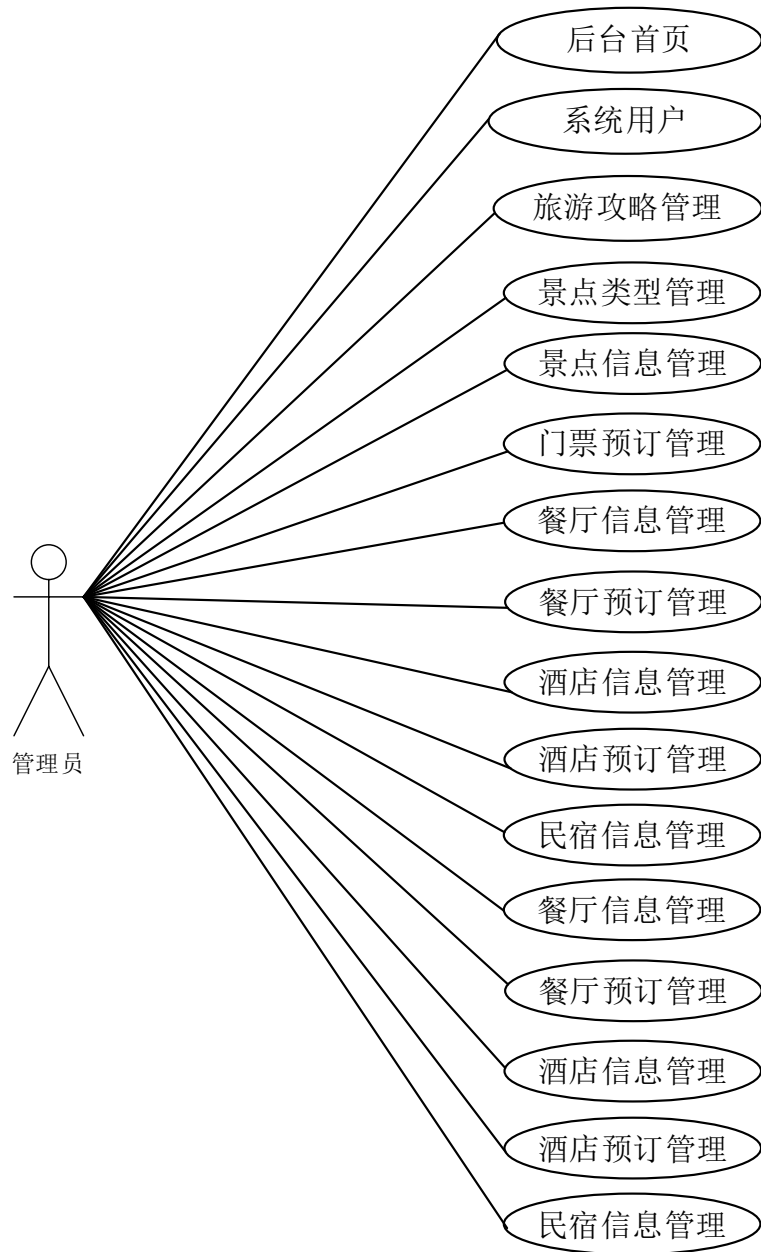 后台首页
系统用户
旅游攻略管理
景点类型管理
景点信息管理
门票预订管理
餐厅信息管理
餐厅预订管理
酒店信息管理
管理员
酒店预订管理
民宿信息管理
餐厅信息管理
餐厅预订管理
酒店信息管理
酒店预订管理
民宿信息管理